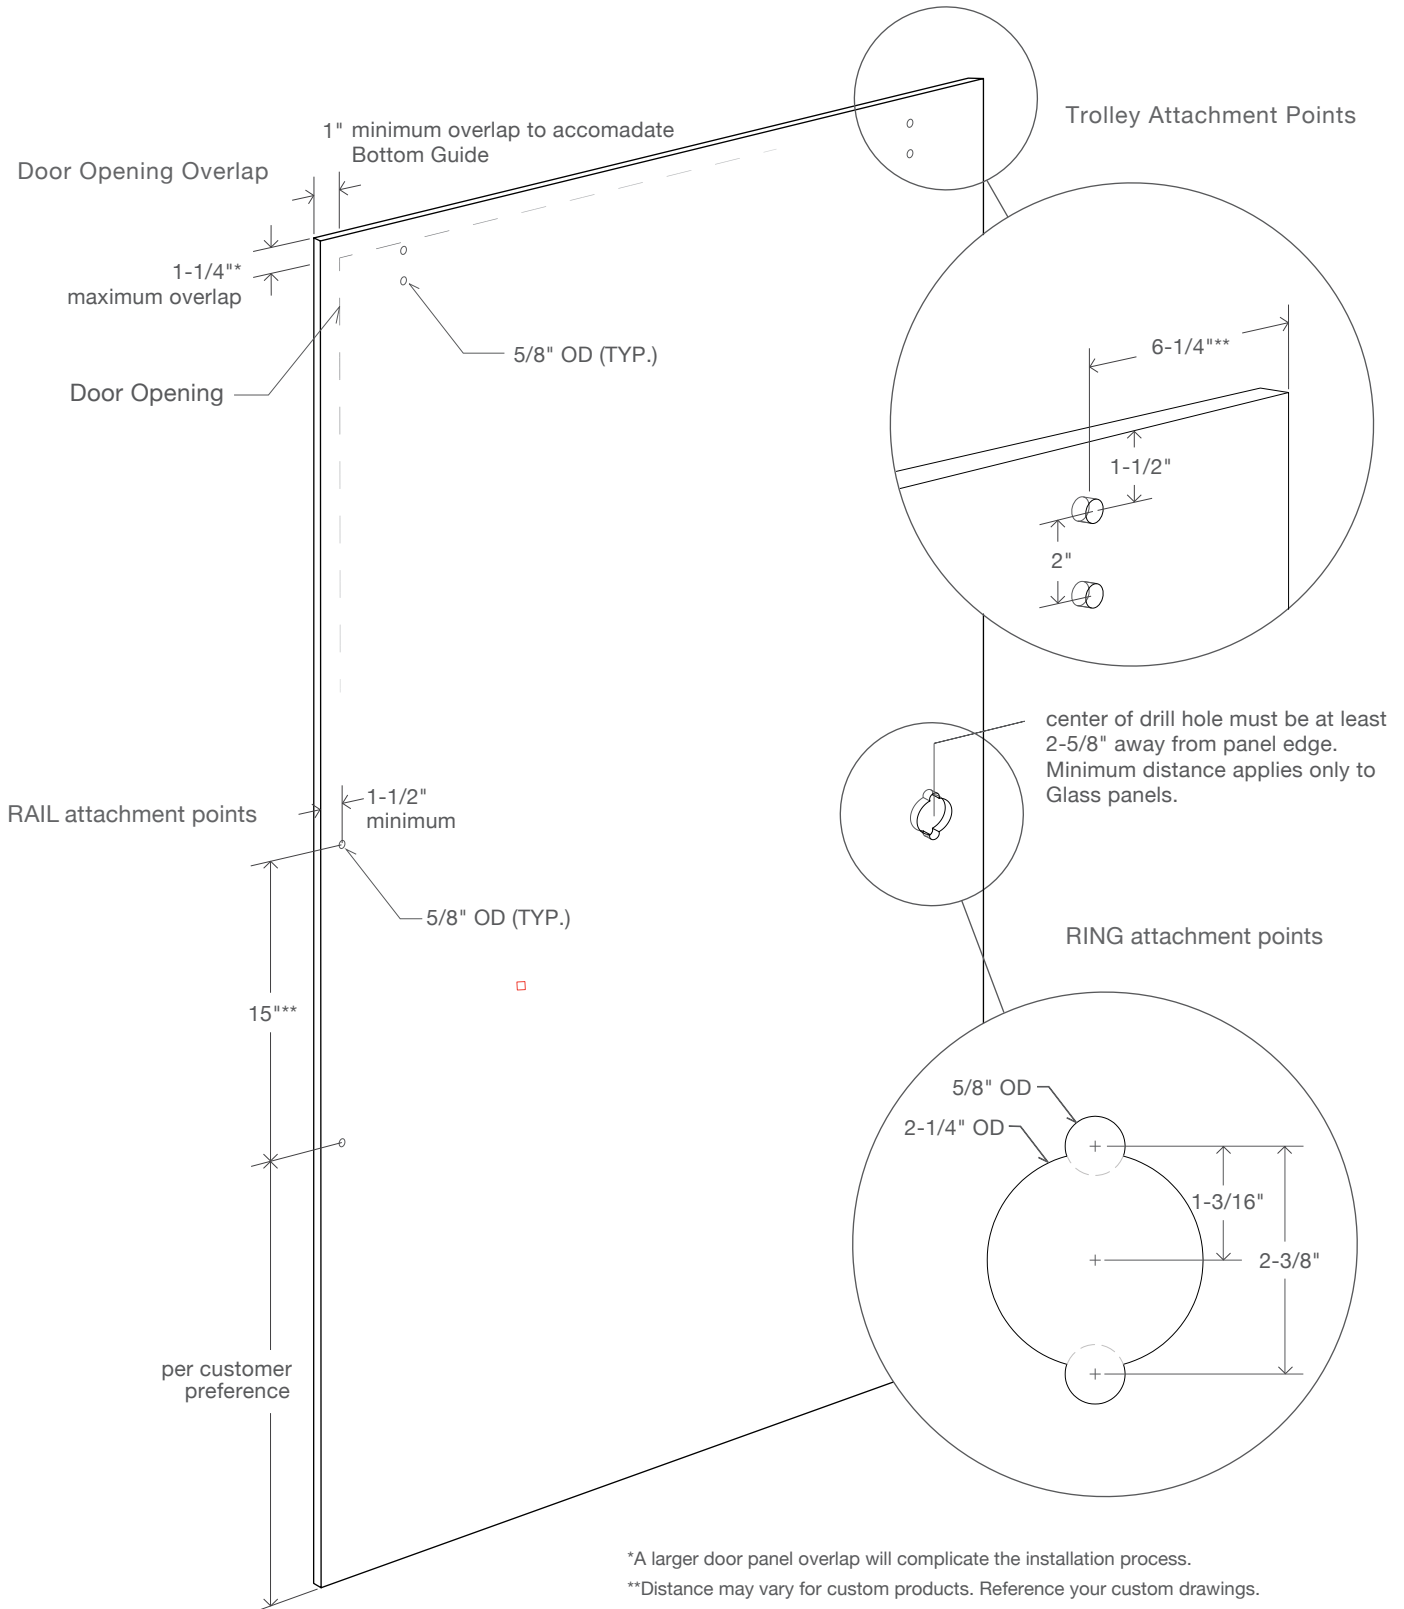 Trolley Attachment Points
1" minimum overlap to accomadate
Bottom Guide
Door Opening Overlap
1-1/4"*
maximum overlap
5/8" OD (TYP.)
Door Opening
6-1/4"**
1-1/2"
2"
center of drill hole must be at least
2-5/8" away from panel edge.
Minimum distance applies only to
Glass panels.
RAIL attachment points
1-1/2"
minimum
5/8" OD (TYP.)
RING attachment points
15"**
5/8" OD
2-1/4" OD
1-3/16"
2-3/8"
per customer
preference
*A larger door panel overlap will complicate the installation process.
**Distance may vary for custom products. Reference your custom drawings.